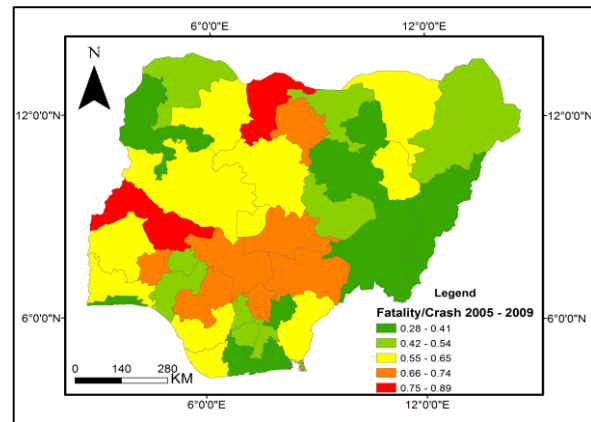 6°0'0"E 12°0'0"E
N
12°0'0"N 12°0'0"N
Legend
Fatality/Crash 2005 - 2009
6°0'0"N 0.28 - 0.41 6°0'0"N
0.42 - 0.54
0.55 - 0.65
0.66 - 0.74
0 140 280
KM 0.75 - 0.89
6°0'0"E 12°0'0"E